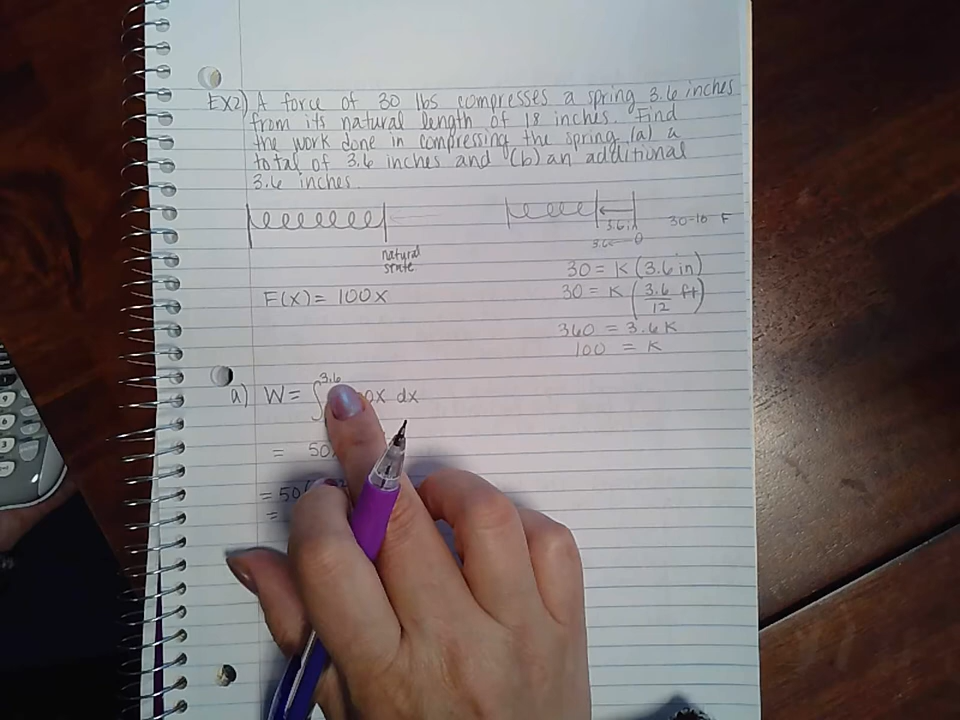 EX2) A force of 30 lbs compresses a spring 3.6 inches
from its natural length of 18 inches. Find
the work done in compressing the spring (a) a
total of 3.6 inches and (b) an additional
3.6 inches.
3.6 in
30-lb F
3.6 ← 0
natural
state
30 = K (3.6 in)
F(X) = 100X
30 = K (3.6/12 ft)
360 = 3.6K
100 = K
a) W = ∫ 3.6 0X dX
= 50
= 50(
=